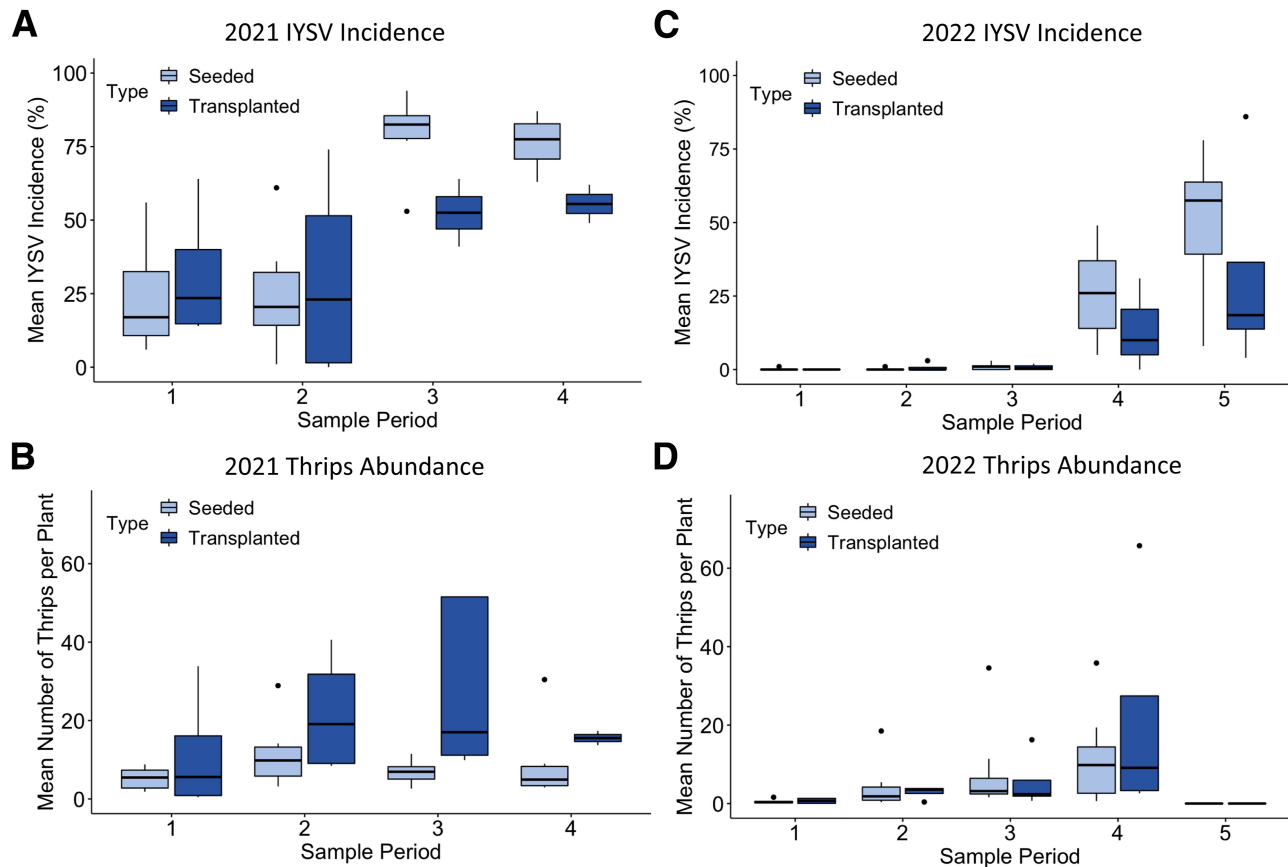 A
2021 IYSV Incidence
Type
Seeded
Transplanted
Mean IYSV Incidence (%)
100
75
50
25
0
1 2 3 4
Sample Period
C
2022 IYSV Incidence
Type
Seeded
Transplanted
Mean IYSV Incidence (%)
100
75
50
25
0
1 2 3 4 5
Sample Period
B
2021 Thrips Abundance
Type
Seeded
Transplanted
Mean Number of Thrips per Plant
60
40
20
0
1 2 3 4
Sample Period
D
2022 Thrips Abundance
Type
Seeded
Transplanted
Mean Number of Thrips per Plant
60
40
20
0
1 2 3 4 5
Sample Period